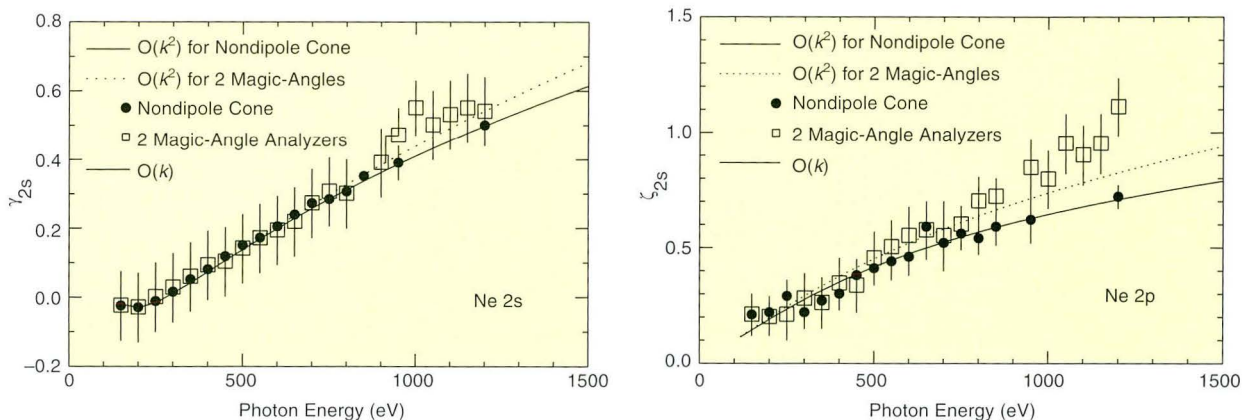 0.8
0.6
0.4
0.2
0.0
−0.2
γ2s
O(k²) for Nondipole Cone
O(k²) for 2 Magic-Angles
Nondipole Cone
2 Magic-Angle Analyzers
O(k)
Ne 2s
0
500
1000
1500
Photon Energy (eV)
1.5
1.0
0.5
0.0
ζ2s
O(k²) for Nondipole Cone
O(k²) for 2 Magic-Angles
Nondipole Cone
2 Magic-Angle Analyzers
O(k)
Ne 2p
0
500
1000
1500
Photon Energy (eV)